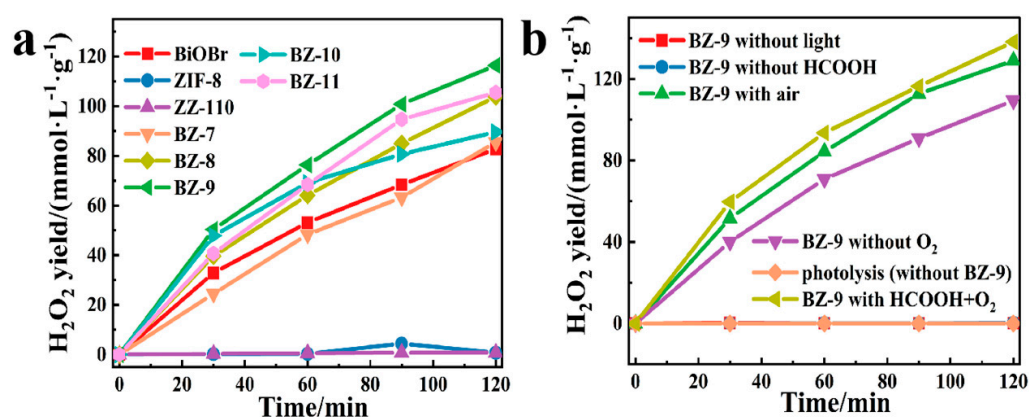 a
H₂O₂ yield/(mmol·L⁻¹·g⁻¹)
120
100
80
60
40
20
0
BiOBr
ZIF-8
ZZ-110
BZ-7
BZ-8
BZ-9
BZ-10
BZ-11
0 20 40 60 80 100 120
Time/min
b
H₂O₂ yield/(mmol·L⁻¹·g⁻¹)
120
80
40
0
BZ-9 without light
BZ-9 without HCOOH
BZ-9 with air
BZ-9 without O₂
photolysis (without BZ-9)
BZ-9 with HCOOH+O₂
0 20 40 60 80 100 120
Time/min